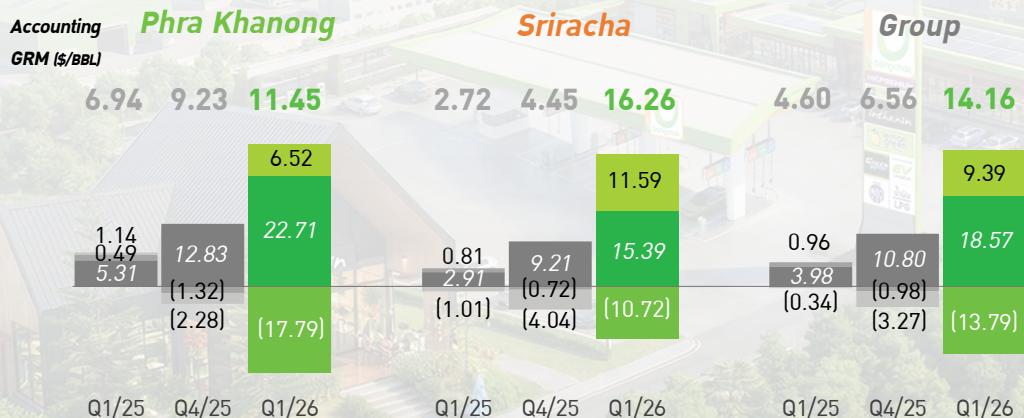 Accounting
GRM ($/BBL)
Phra Khanong
Sriracha
Group
6.94 9.23 11.45
2.72 4.45 16.26
4.60 6.56 14.16
1.14
0.49
5.31
12.83
(1.32)
(2.28)
6.52
22.71
(17.79)
0.81
2.91
(1.01)
9.21
(0.72)
(4.04)
11.59
15.39
(10.72)
0.96
3.98
(0.34)
10.80
(0.98)
(3.27)
9.39
18.57
(13.79)
Q1/25 Q4/25 Q1/26
Q1/25 Q4/25 Q1/26
Q1/25 Q4/25 Q1/26